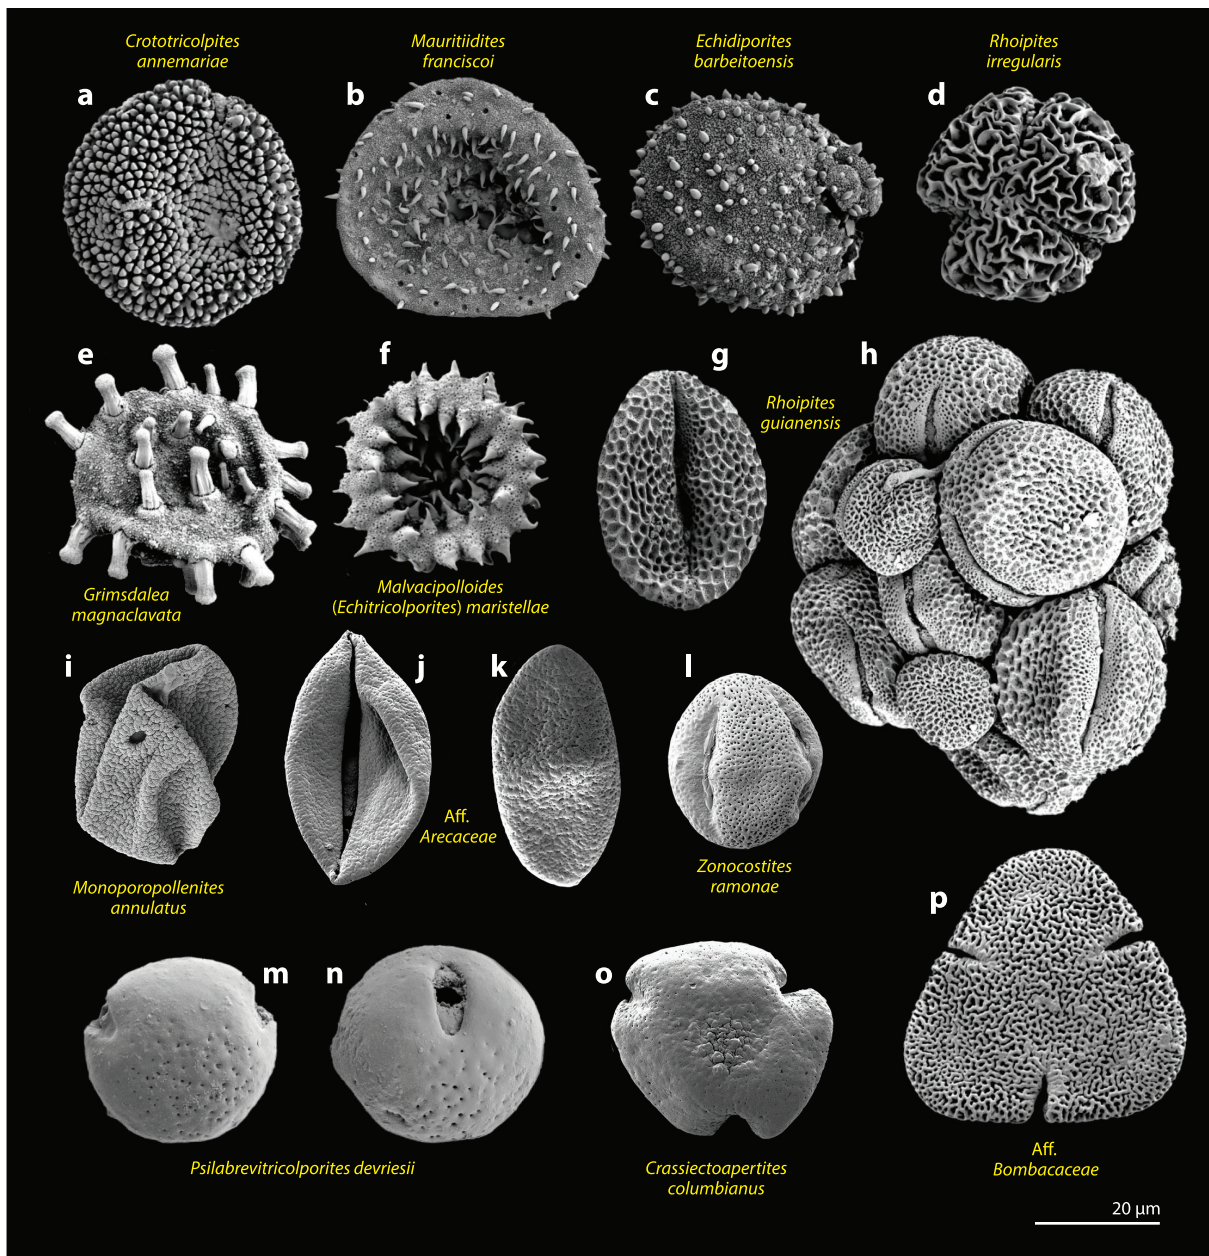 Crototricolpites
annemariae
Mauritiidites
franciscoi
Echidiporites
barbeitoensis
Rhoipites
irregularis
a
b
c
d
e
f
g
h
Rhoipites
guianensis
Grimsdalea
magnaclavata
Malvacipolloides
(Echitricolporites) maristellae
i
j
k
l
Aff.
Arecaceae
Monoporopollenites
annulatus
Zonocostites
ramonae
m
n
o
p
Psilabrevitricolporites devriesii
Crassiectoapertites
columbianus
Aff.
Bombacaceae
20 µm